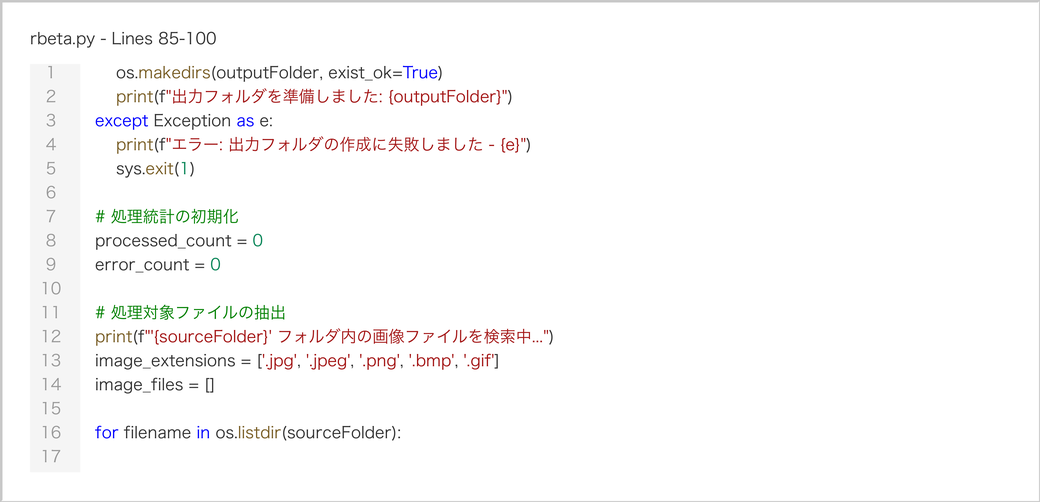 rbeta.py - Lines 85-100
1 os.makedirs(outputFolder, exist_ok=True)
2 print(f"出力フォルダを準備しました: {outputFolder}")
3 except Exception as e:
4 print(f"エラー: 出力フォルダの作成に失敗しました - {e}")
5 sys.exit(1)
6
7 # 処理統計の初期化
8 processed_count = 0
9 error_count = 0
10
11 # 処理対象ファイルの抽出
12 print(f"'{sourceFolder}' フォルダ内の画像ファイルを検索中...")
13 image_extensions = ['.jpg', '.jpeg', '.png', '.bmp', '.gif']
14 image_files = []
15
16 for filename in os.listdir(sourceFolder):
17